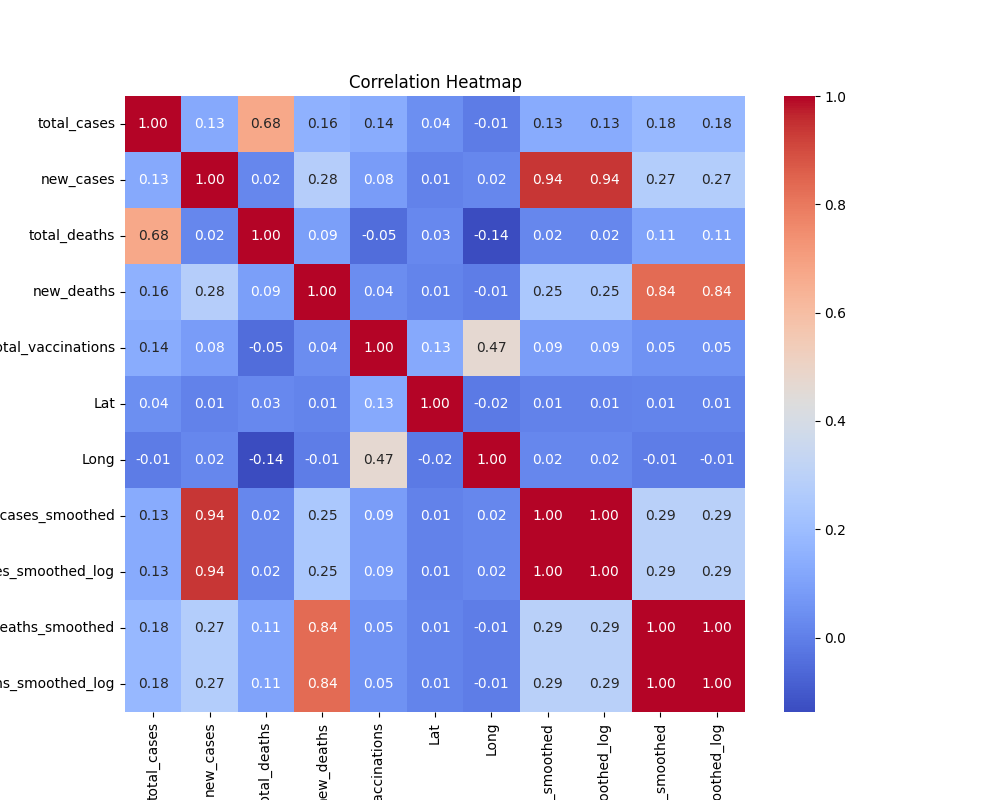 Correlation Heatmap
total_cases 1.00 0.13 0.68 0.16 0.14 0.04 -0.01 0.13 0.13 0.18 0.18
new_cases 0.13 1.00 0.02 0.28 0.08 0.01 0.02 0.94 0.94 0.27 0.27
total_deaths 0.68 0.02 1.00 0.09 -0.05 0.03 -0.14 0.02 0.02 0.11 0.11
new_deaths 0.16 0.28 0.09 1.00 0.04 0.01 -0.01 0.25 0.25 0.84 0.84
otal_vaccinations 0.14 0.08 -0.05 0.04 1.00 0.13 0.47 0.09 0.09 0.05 0.05
Lat 0.04 0.01 0.03 0.01 0.13 1.00 -0.02 0.01 0.01 0.01 0.01
Long -0.01 0.02 -0.14 -0.01 0.47 -0.02 1.00 0.02 0.02 -0.01 -0.01
cases_smoothed 0.13 0.94 0.02 0.25 0.09 0.01 0.02 1.00 1.00 0.29 0.29
es_smoothed_log 0.13 0.94 0.02 0.25 0.09 0.01 0.02 1.00 1.00 0.29 0.29
eaths_smoothed 0.18 0.27 0.11 0.84 0.05 0.01 -0.01 0.29 0.29 1.00 1.00
hs_smoothed_log 0.18 0.27 0.11 0.84 0.05 0.01 -0.01 0.29 0.29 1.00 1.00
total_cases
new_cases
otal_deaths
ew_deaths
accinations
Lat
Long
_smoothed
oothed_log
_smoothed
oothed_log
1.0
0.8
0.6
0.4
0.2
0.0